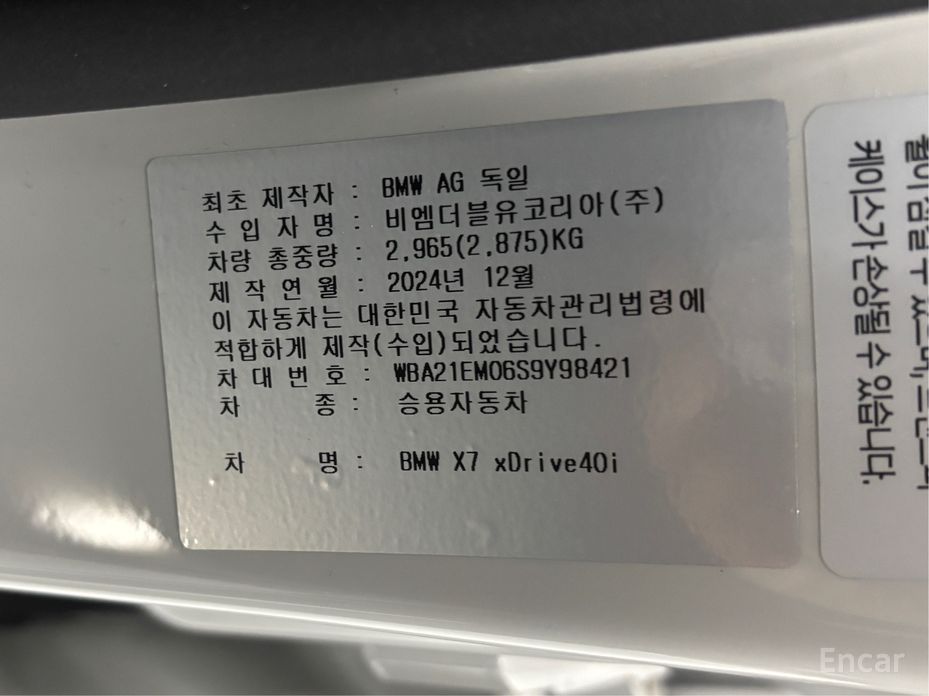 최초 제작자 : BMW AG 독일
수 입 자 명 : 비엠더블유코리아(주)
차량 총중량 : 2,965(2,875)KG
제 작 연 월 : 2024년 12월
이 자동차는 대한민국 자동차관리법령에
적합하게 제작(수입)되었습니다.
차 대 번 호 : WBA21EM06S9Y98421
차 종 : 승용자동차
차 명 : BMW X7 xDrive40i
케이스가 손상될 수 있습니다.
Encar